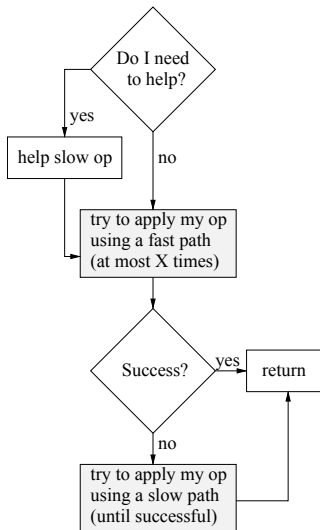 Do I need
to help?
yes
help slow op
no
try to apply my op
using a fast path
(at most X times)
Success?
yes
return
no
try to apply my op
using a slow path
(until successful)